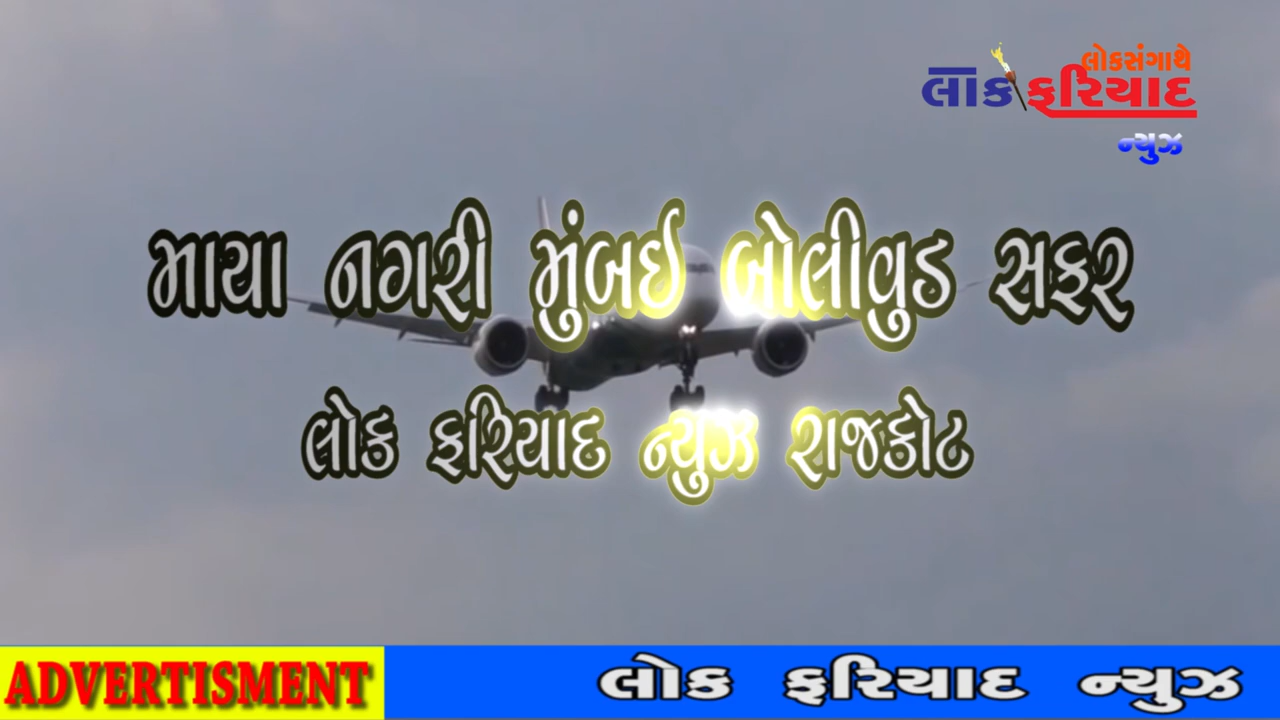 લોકસંગાથે
લોક ફરિયાદ
ન્યુઝ
માયા નગરી મુંબઈ બોલીવુડ સફર
લોક ફરિયાદ ન્યુઝ રાજકોટ
ADVERTISMENT
લોક ફરિયાદ ન્યુઝ